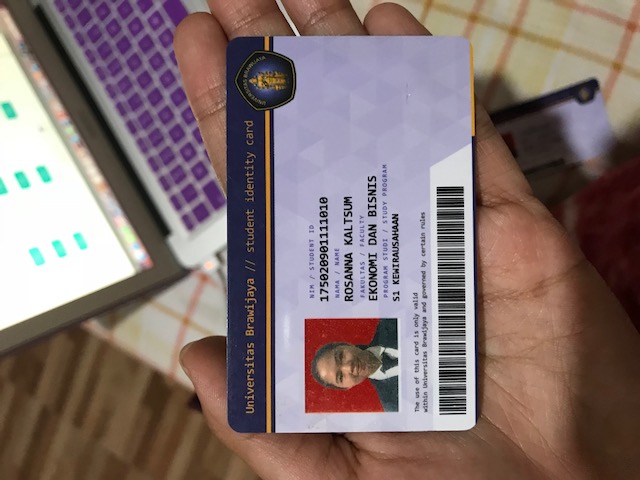 Universitas Brawijaya // student identity card
UNIVERSITAS BRAWIJAYA
NIM / STUDENT ID
175020901111010
NAMA / NAME
ROSANNA KALTSUM
FAKULTAS / FACULTY
EKONOMI DAN BISNIS
PROGRAM STUDI / STUDY PROGRAM
S1 KEWIRAUSAHAAN
The use of this card is only valid
within Universitas Brawijaya and governed by certain rules